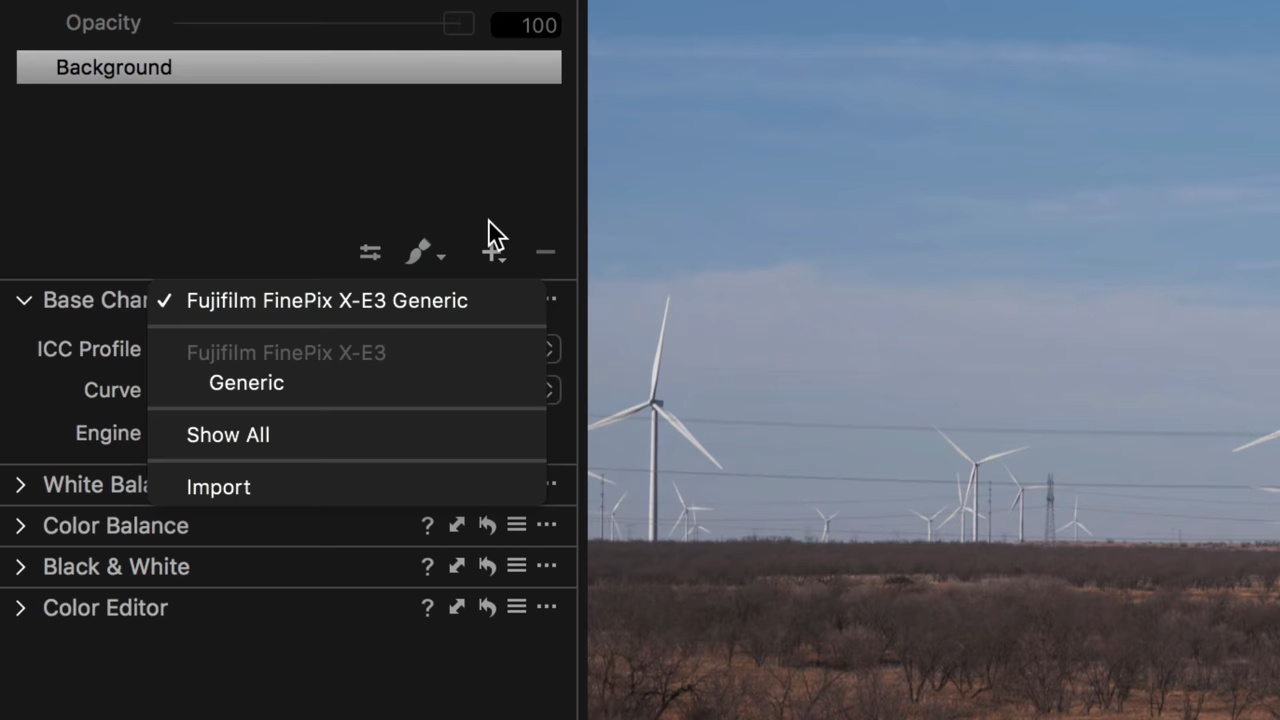 Opacity 100
Background
Base Char
Fujifilm FinePix X-E3 Generic
ICC Profile
Fujifilm FinePix X-E3
Generic
Curve
Engine
Show All
White Bala
Import
Color Balance ?
Black & White ?
Color Editor ?